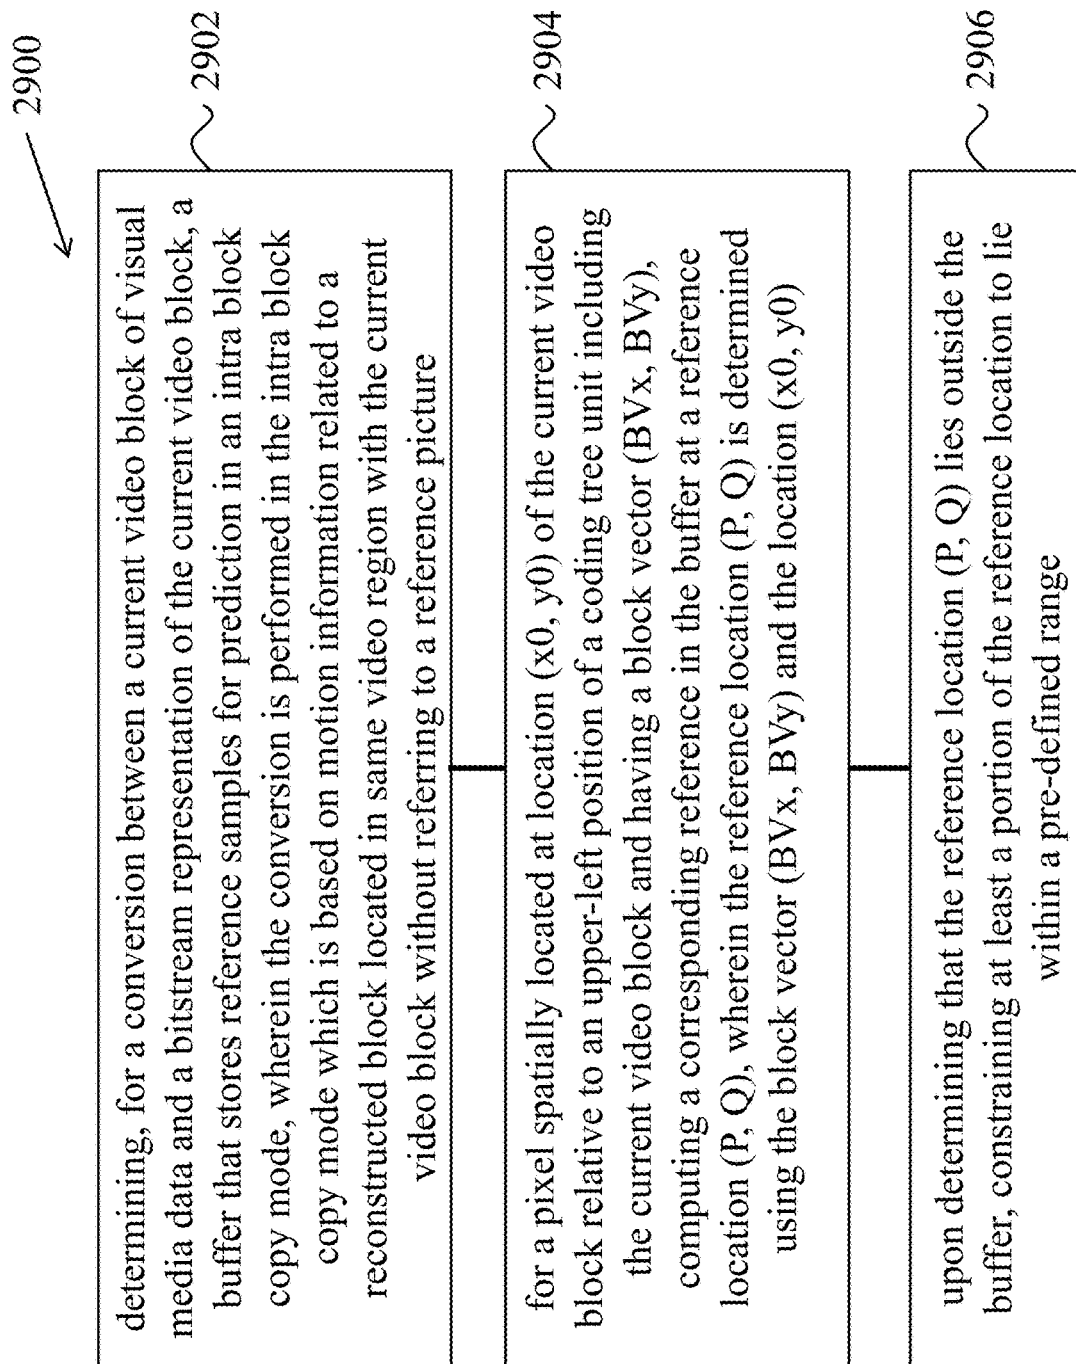 2900
determining, for a conversion between a current video block of visual
media data and a bitstream representation of the current video block, a
buffer that stores reference samples for prediction in an intra block
copy mode, wherein the conversion is performed in the intra block
copy mode which is based on motion information related to a
reconstructed block located in same video region with the current
video block without referring to a reference picture
2902
for a pixel spatially located at location (x0, y0) of the current video
block relative to an upper-left position of a coding tree unit including
the current video block and having a block vector (BVx, BVy),
computing a corresponding reference in the buffer at a reference
location (P, Q), wherein the reference location (P, Q) is determined
using the block vector (BVx, BVy) and the location (x0, y0)
2904
upon determining that the reference location (P, Q) lies outside the
buffer, constraining at least a portion of the reference location to lie
within a pre-defined range
2906